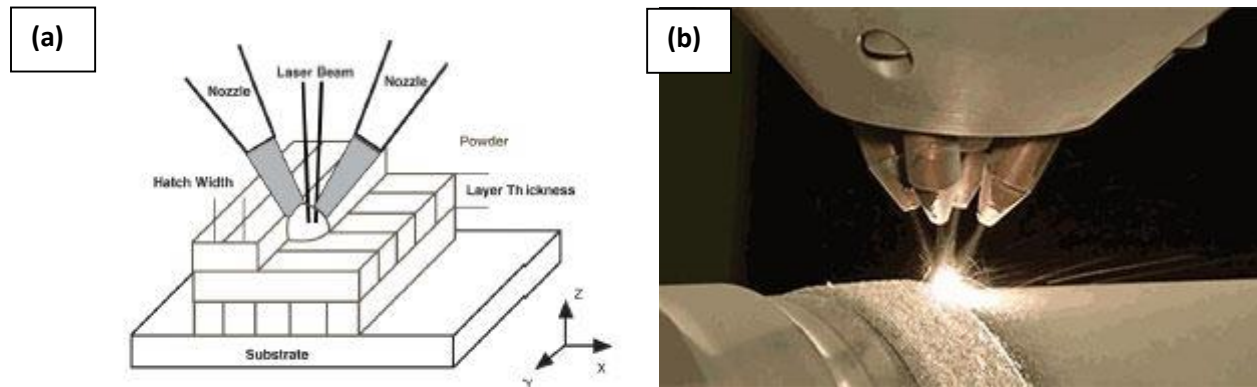 (a)
Laser Beam
Nozzle
Nozzle
Powder
Hatch Width
Layer Thickness
Substrate
Z
X
Y
(b)